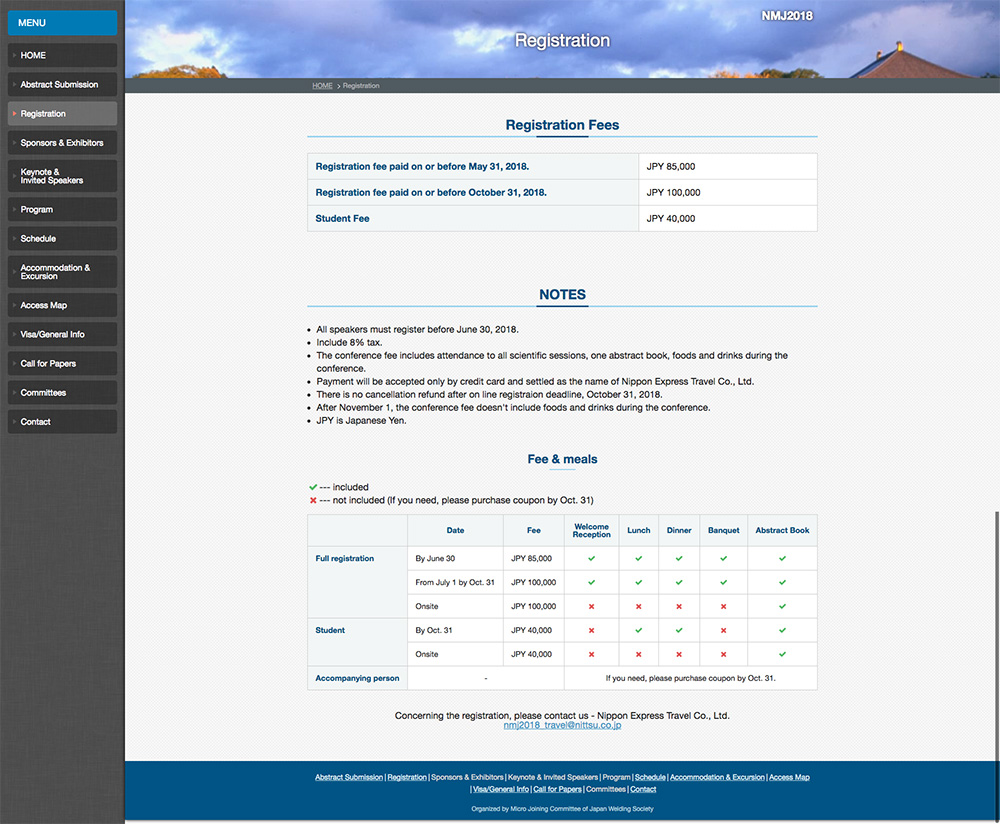 MENU
HOME
Abstract Submission
Registration
Sponsors & Exhibitors
Keynote &
Invited Speakers
Program
Schedule
Accommodation &
Excursion
Access Map
Visa/General Info
Call for Papers
Committees
Contact
NMJ2018
Registration
HOME > Registration
Registration Fees
Registration fee paid on or before May 31, 2018. JPY 85,000
Registration fee paid on or before October 31, 2018. JPY 100,000
Student Fee JPY 40,000
NOTES
• All speakers must register before June 30, 2018.
• Include 8% tax.
• The conference fee includes attendance to all scientific sessions, one abstract book, foods and drinks during the
conference.
• Payment will be accepted only by credit card and settled as the name of Nippon Express Travel Co., Ltd.
• There is no cancellation refund after on line registraion deadline, October 31, 2018.
• After November 1, the conference fee doesn't include foods and drinks during the conference.
• JPY is Japanese Yen.
Fee & meals
✓ --- included
✗ --- not included (If you need, please purchase coupon by Oct. 31)
Date Fee Welcome Reception Lunch Dinner Banquet Abstract Book
Full registration By June 30 JPY 85,000 ✓ ✓ ✓ ✓ ✓
From July 1 by Oct. 31 JPY 100,000 ✓ ✓ ✓ ✓ ✓
Onsite JPY 100,000 ✗ ✗ ✗ ✗ ✓
Student By Oct. 31 JPY 40,000 ✗ ✓ ✓ ✗ ✓
Onsite JPY 40,000 ✗ ✗ ✗ ✗ ✓
Accompanying person - If you need, please purchase coupon by Oct. 31.
Concerning the registration, please contact us - Nippon Express Travel Co., Ltd.
nmj2018_travel@nittsu.co.jp
Abstract Submission | Registration | Sponsors & Exhibitors | Keynote & Invited Speakers | Program | Schedule | Accommodation & Excursion | Access Map
| Visa/General Info | Call for Papers | Committees | Contact
Organized by Micro Joining Committee of Japan Welding Society